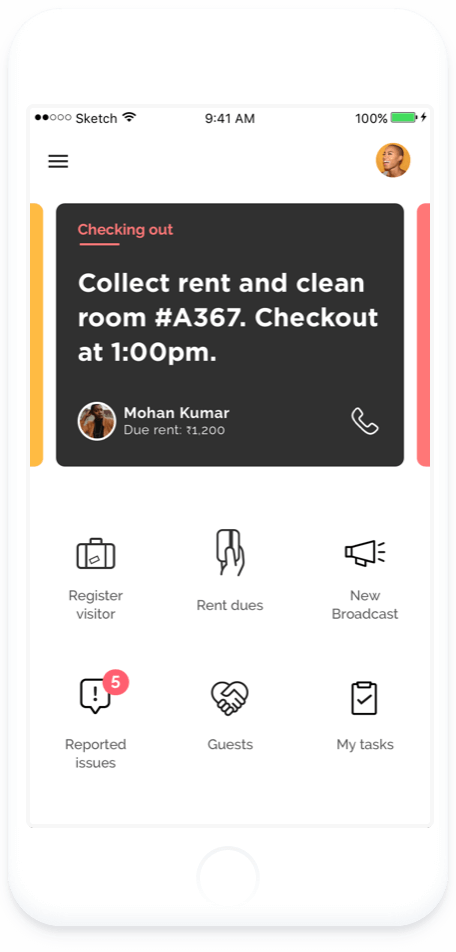 Sketch 9:41 AM 100%
Checking out
Collect rent and clean
room #A367. Checkout
at 1:00pm.
Mohan Kumar
Due rent: ₹1,200
Register
visitor
Rent dues
New
Broadcast
5
Reported
issues
Guests
My tasks